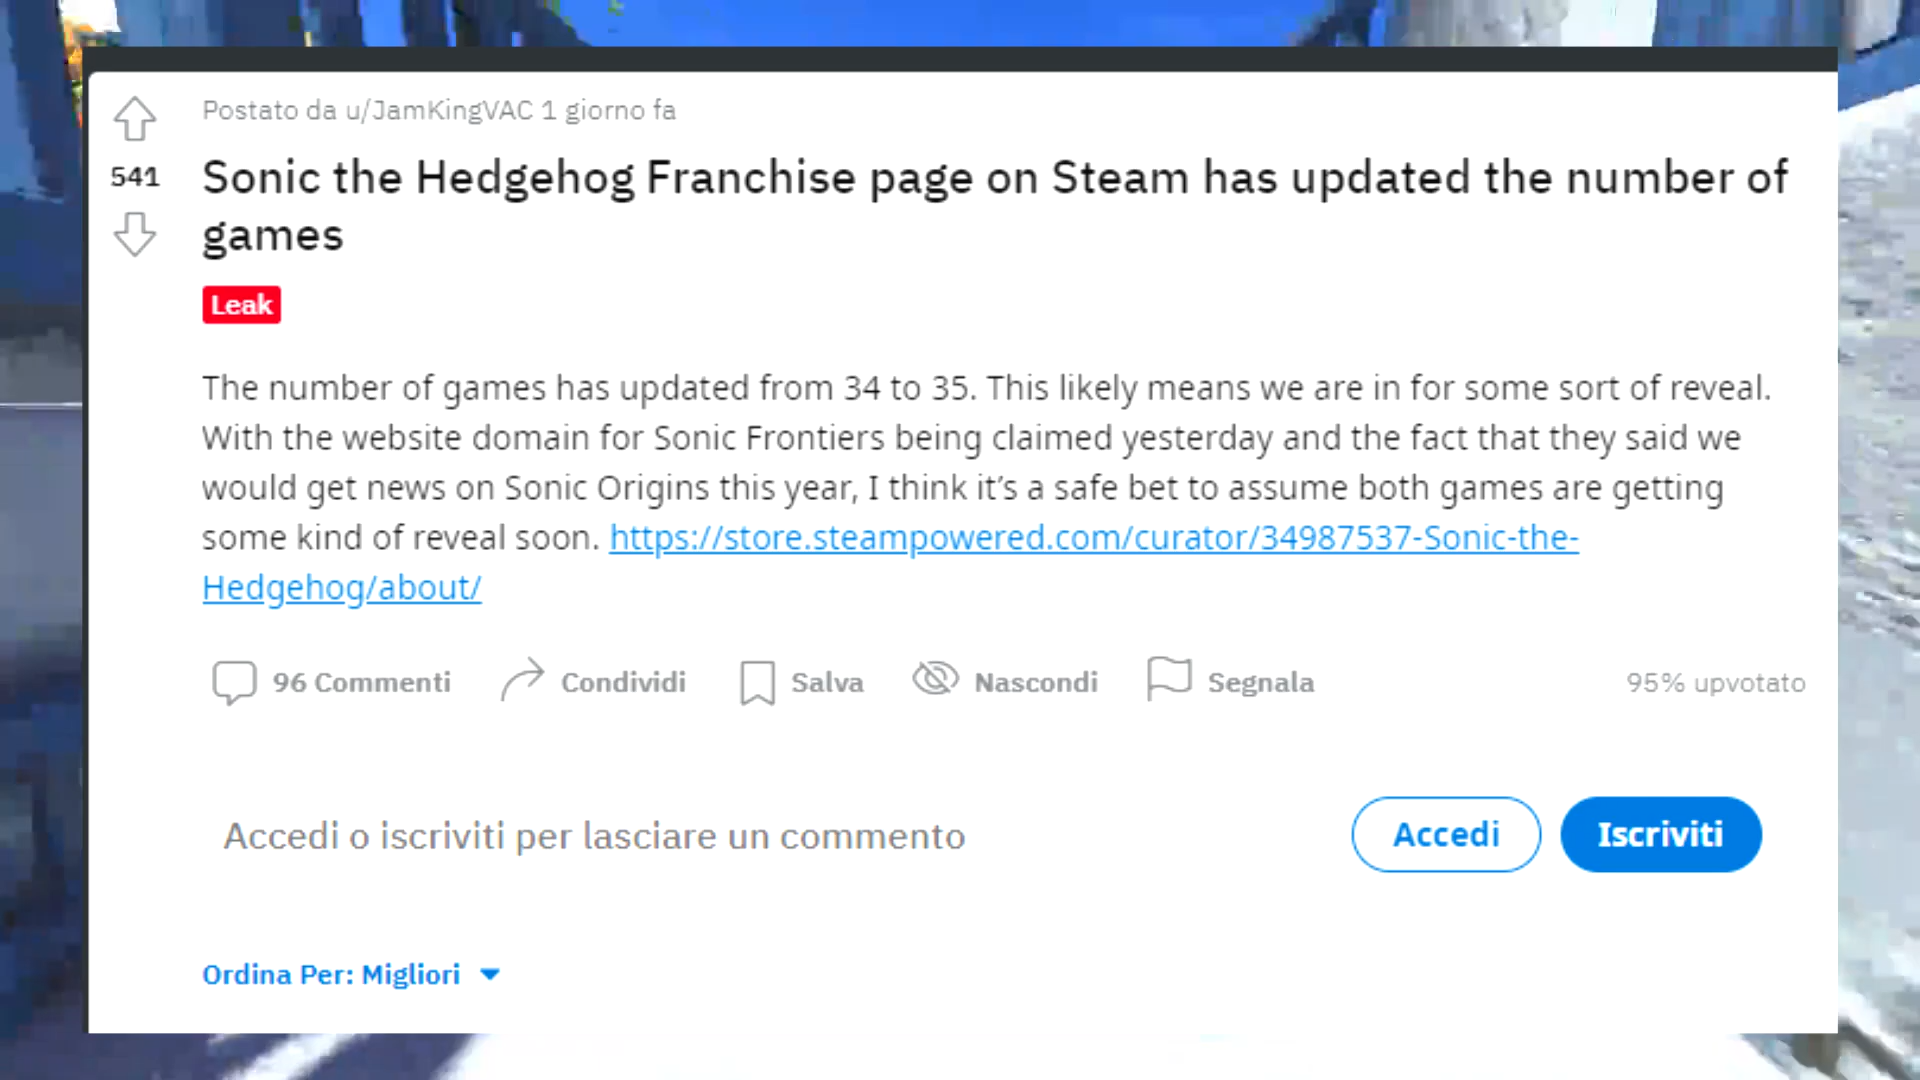 Postato da u/JamKingVAC 1 giorno fa
541
Sonic the Hedgehog Franchise page on Steam has updated the number of
games
Leak
The number of games has updated from 34 to 35. This likely means we are in for some sort of reveal.
With the website domain for Sonic Frontiers being claimed yesterday and the fact that they said we
would get news on Sonic Origins this year, I think it’s a safe bet to assume both games are getting
some kind of reveal soon. https://store.steampowered.com/curator/34987537-Sonic-the-
Hedgehog/about/
96 Commenti Condividi Salva Nascondi Segnala 95% upvotato
Accedi o iscriviti per lasciare un commento Accedi Iscriviti
Ordina Per: Migliori